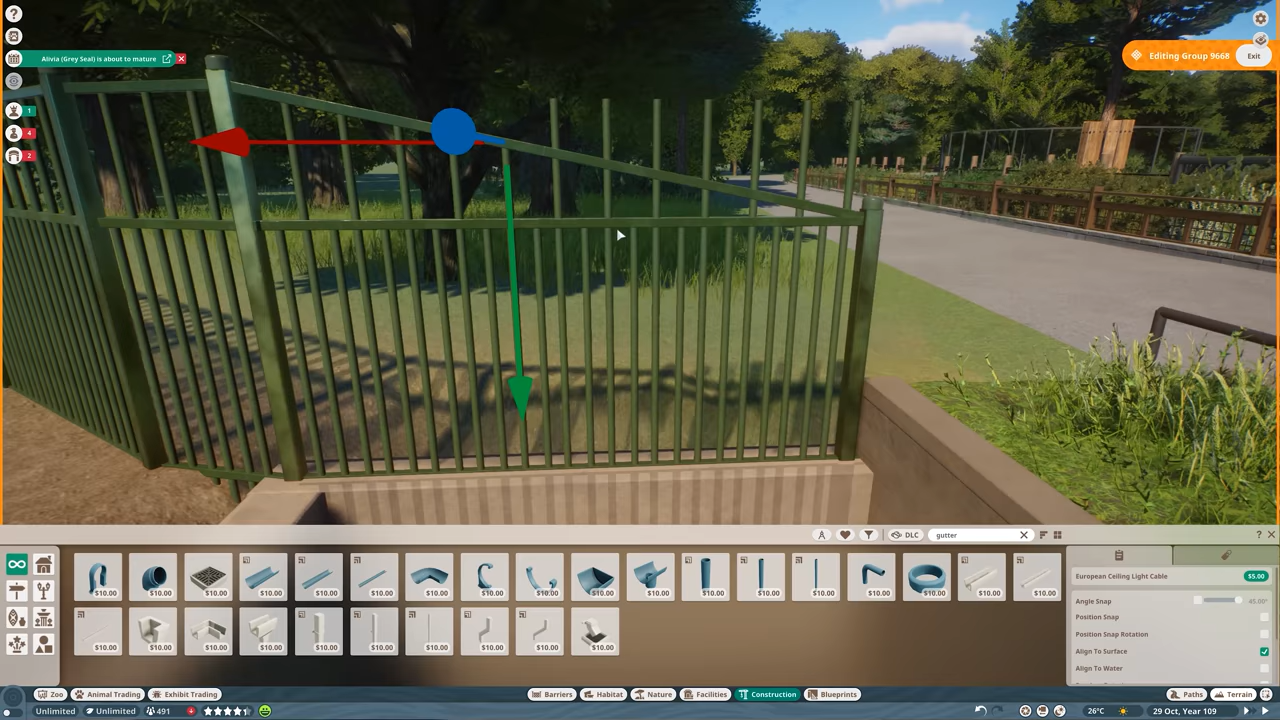 ?
Alivia (Grey Seal) is about to mature
1
4
2
Editing Group 9668
Exit
DLC
gutter
?
$10.00 $10.00 $10.00 $10.00 $10.00 $10.00 $10.00 $10.00 $10.00 $10.00 $10.00 $10.00 $10.00 $10.00 $10.00 $10.00 $10.00 $10.00
$10.00 $10.00 $10.00 $10.00 $10.00 $10.00 $10.00 $10.00 $10.00 $10.00
European Ceiling Light Cable $5.00
Angle Snap 45.00°
Position Snap
Position Snap Rotation
Align To Surface
Align To Water
Zoo Animal Trading Exhibit Trading Barriers Habitat Nature Facilities Construction Blueprints Paths Terrain
Unlimited Unlimited 491 26°C 29 Oct, Year 109